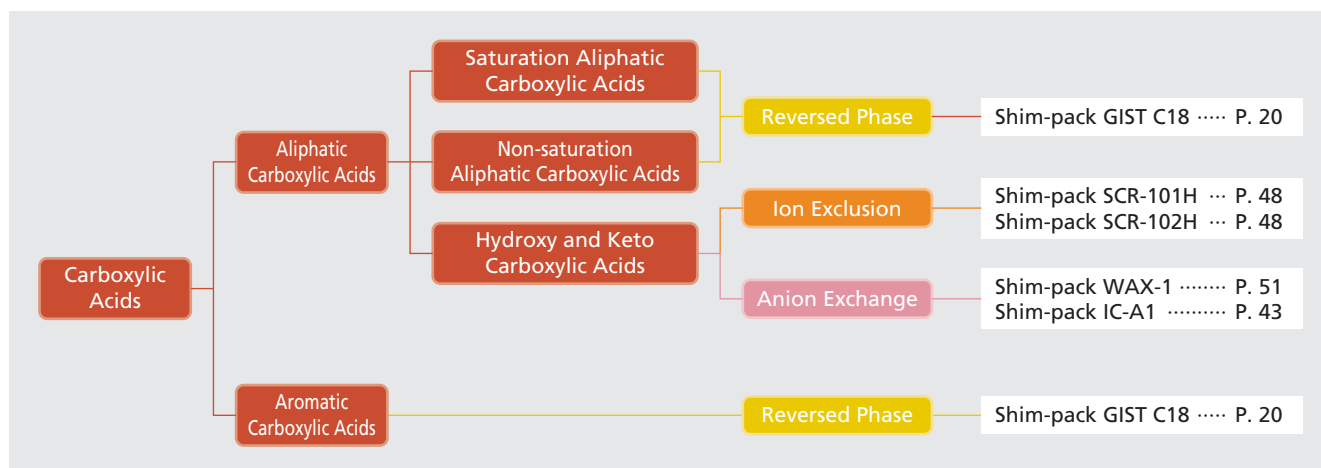 Carboxylic
Acids
Aliphatic
Carboxylic Acids
Saturation Aliphatic
Carboxylic Acids
Non-saturation
Aliphatic Carboxylic Acids
Reversed Phase
Shim-pack GIST C18 ····· P. 20
Hydroxy and Keto
Carboxylic Acids
Ion Exclusion
Shim-pack SCR-101H ··· P. 48
Shim-pack SCR-102H ··· P. 48
Anion Exchange
Shim-pack WAX-1 ········ P. 51
Shim-pack IC-A1 ·········· P. 43
Aromatic
Carboxylic Acids
Reversed Phase
Shim-pack GIST C18 ····· P. 20